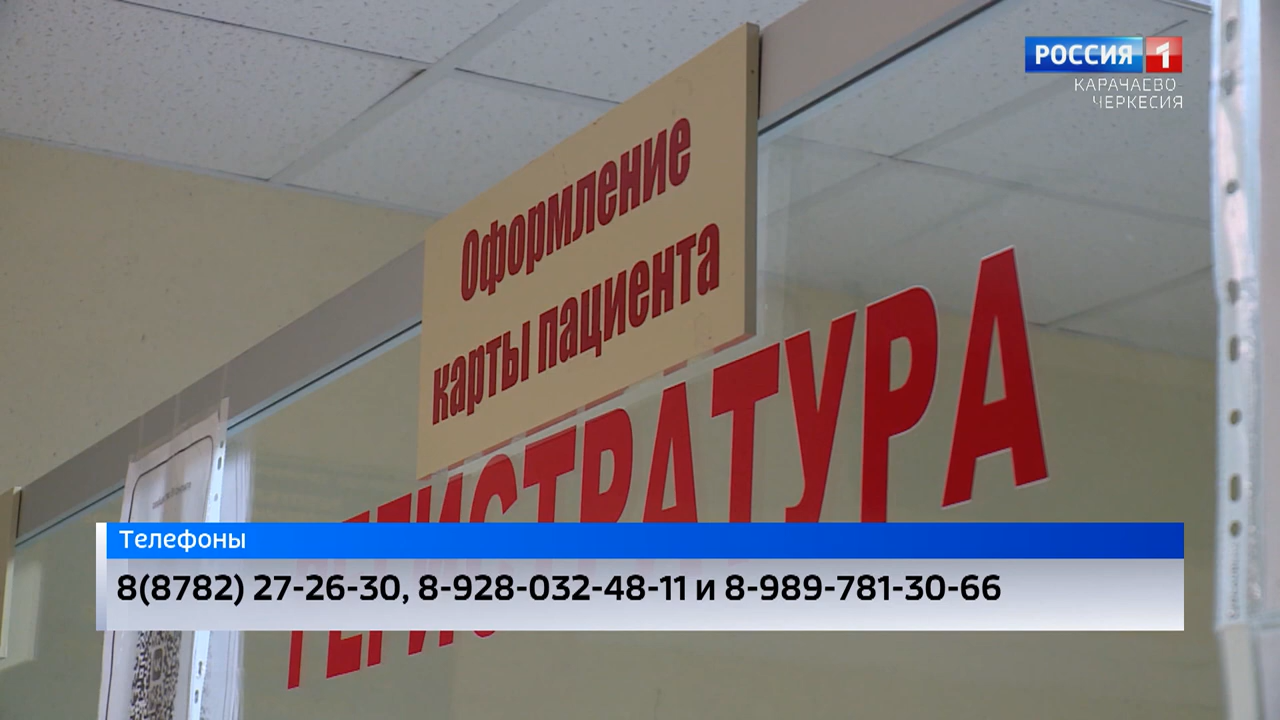 РОССИЯ 1
КАРАЧАЕВО-
ЧЕРКЕСИЯ
Оформление
карты пациента
РЕГИСТРАТУРА
Телефоны
8(8782) 27-26-30, 8-928-032-48-11 и 8-989-781-30-66